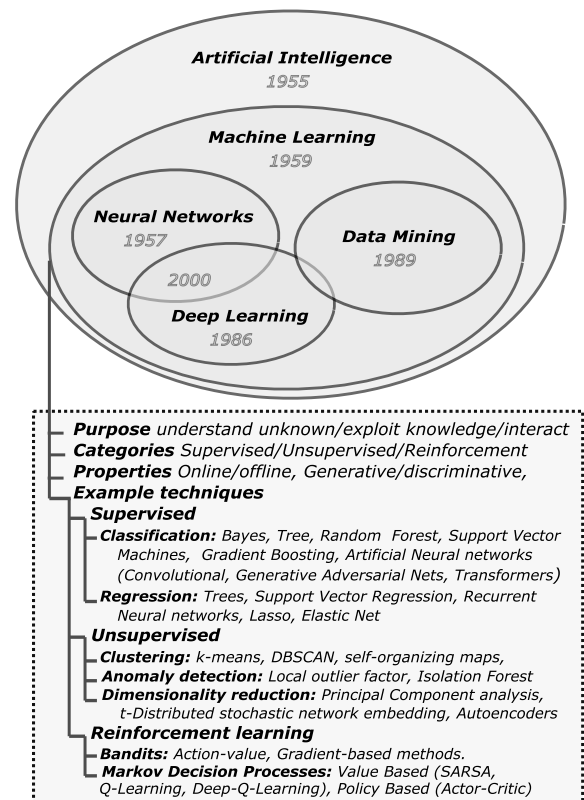 Artificial Intelligence
1955
Machine Learning
1959
Neural Networks
1957
Data Mining
1989
2000
Deep Learning
1986
Purpose understand unknown/exploit knowledge/interact
Categories Supervised/Unsupervised/Reinforcement
Properties Online/offline, Generative/discriminative,
Example techniques
Supervised
Classification: Bayes, Tree, Random Forest, Support Vector
Machines, Gradient Boosting, Artificial Neural networks
(Convolutional, Generative Adversarial Nets, Transformers)
Regression: Trees, Support Vector Regression, Recurrent
Neural networks, Lasso, Elastic Net
Unsupervised
Clustering: k-means, DBSCAN, self-organizing maps,
Anomaly detection: Local outlier factor, Isolation Forest
Dimensionality reduction: Principal Component analysis,
t-Distributed stochastic network embedding, Autoencoders
Reinforcement learning
Bandits: Action-value, Gradient-based methods.
Markov Decision Processes: Value Based (SARSA,
Q-Learning, Deep-Q-Learning), Policy Based (Actor-Critic)